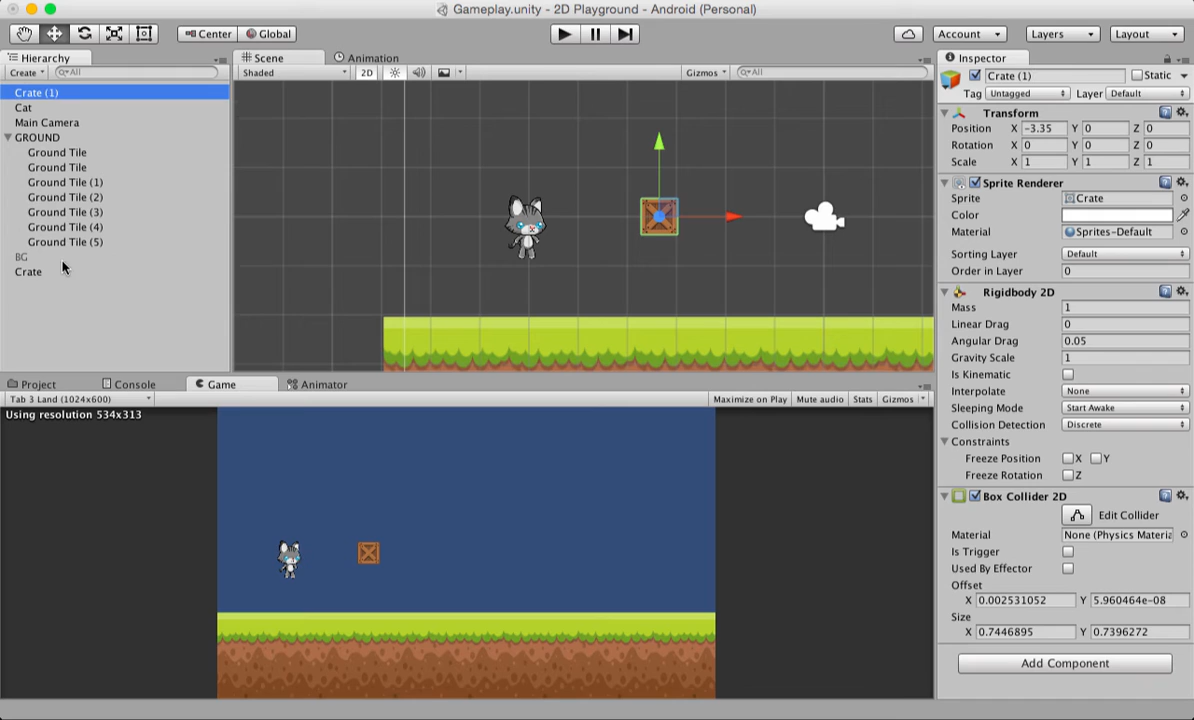 Gameplay.unity - 2D Playground - Android (Personal)
Center Global Account Layers Layout
Hierarchy
Create All
Crate (1)
Cat
Main Camera
GROUND
Ground Tile
Ground Tile
Ground Tile (1)
Ground Tile (2)
Ground Tile (3)
Ground Tile (4)
Ground Tile (5)
BG
Crate
Scene Animation
Shaded 2D Gizmos All
Project Console Game Animator
Tab 3 Land (1024x600) Maximize on Play Mute audio Stats Gizmos
Using resolution 534x313
Inspector
Crate (1) Static
Tag Untagged Layer Default
Transform
Position X -3.35 Y 0 Z 0
Rotation X 0 Y 0 Z 0
Scale X 1 Y 1 Z 1
Sprite Renderer
Sprite Crate
Color
Material Sprites-Default
Sorting Layer Default
Order in Layer 0
Rigidbody 2D
Mass 1
Linear Drag 0
Angular Drag 0.05
Gravity Scale 1
Is Kinematic
Interpolate None
Sleeping Mode Start Awake
Collision Detection Discrete
Constraints
Freeze Position X Y
Freeze Rotation Z
Box Collider 2D
Edit Collider
Material None (Physics Materia
Is Trigger
Used By Effector
Offset
X 0.002531052 Y 5.960464e-08
Size
X 0.7446895 Y 0.7396272
Add Component